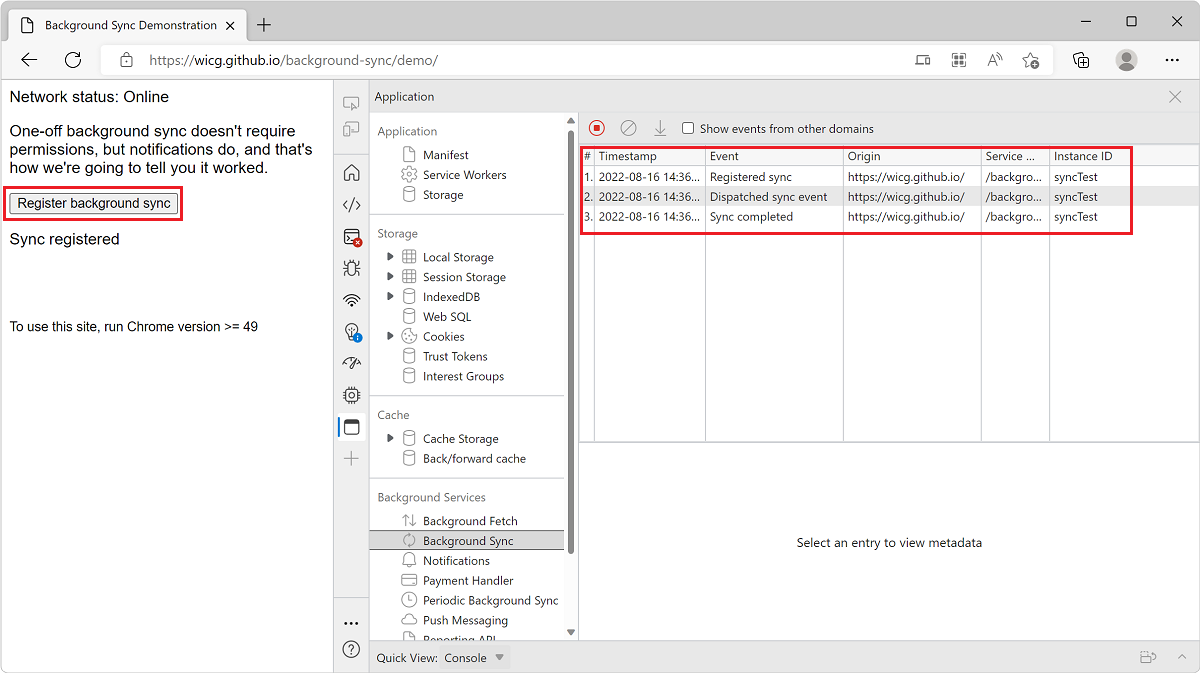 Background Sync Demonstration
https://wicg.github.io/background-sync/demo/
Network status: Online
One-off background sync doesn't require
permissions, but notifications do, and that's
how we're going to tell you it worked.
Register background sync
Sync registered
To use this site, run Chrome version >= 49
Application
Application
Manifest
Service Workers
Storage
Storage
Local Storage
Session Storage
IndexedDB
Web SQL
Cookies
Trust Tokens
Interest Groups
Cache
Cache Storage
Back/forward cache
Background Services
Background Fetch
Background Sync
Notifications
Payment Handler
Periodic Background Sync
Push Messaging
Reporting API
Show events from other domains
# Timestamp Event Origin Service ... Instance ID
1. 2022-08-16 14:36... Registered sync https://wicg.github.io/ /backgro... syncTest
2. 2022-08-16 14:36... Dispatched sync event https://wicg.github.io/ /backgro... syncTest
3. 2022-08-16 14:36... Sync completed https://wicg.github.io/ /backgro... syncTest
Select an entry to view metadata
Quick View: Console